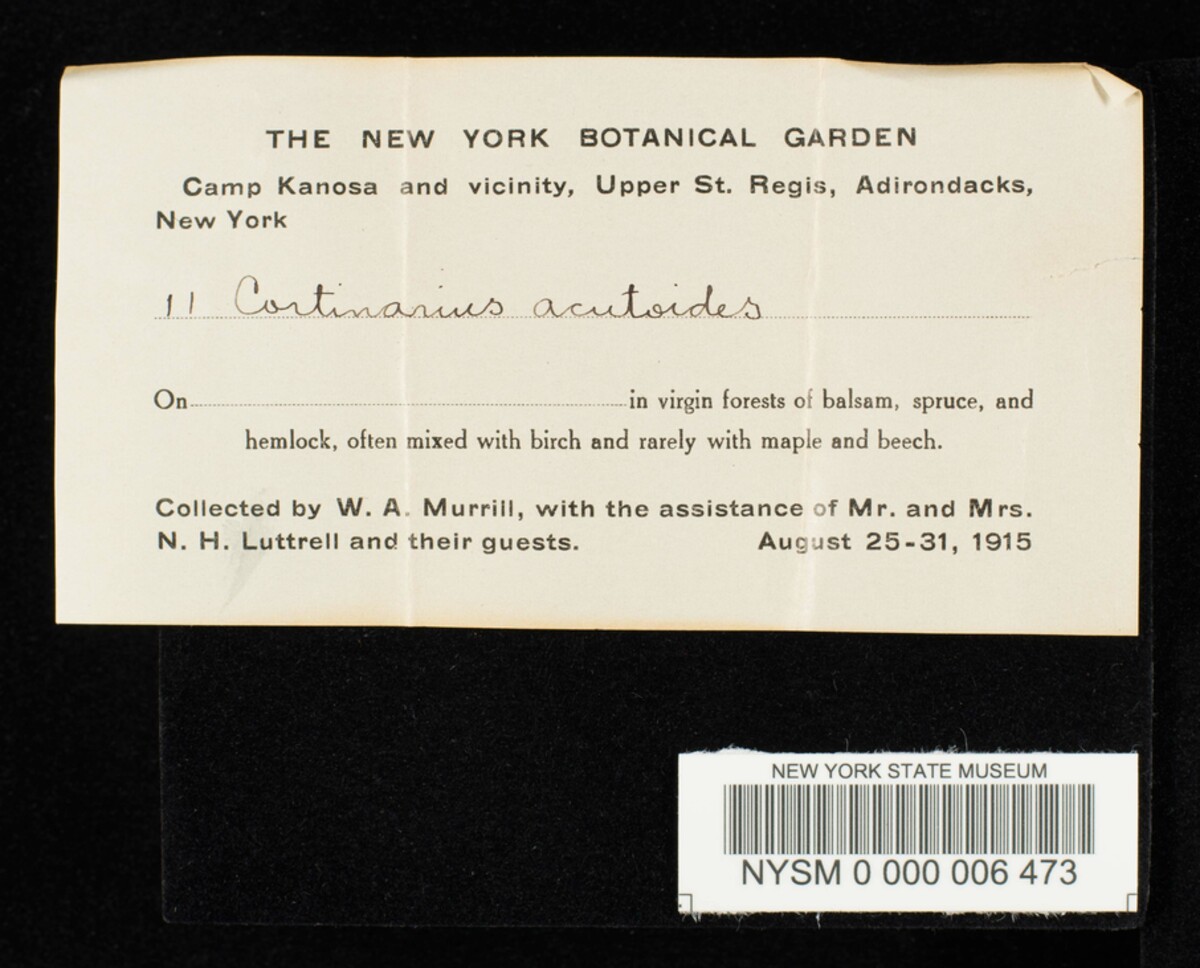 THE NEW YORK BOTANICAL GARDEN
Camp Kanosa and vicinity, Upper St. Regis, Adirondacks,
New York
11 Cortinarius acutoides
On in virgin forests of balsam, spruce, and
hemlock, often mixed with birch and rarely with maple and beech.
Collected by W. A. Murrill, with the assistance of Mr. and Mrs.
N. H. Luttrell and their guests. August 25-31, 1915
NEW YORK STATE MUSEUM
NYSM 0 000 006 473